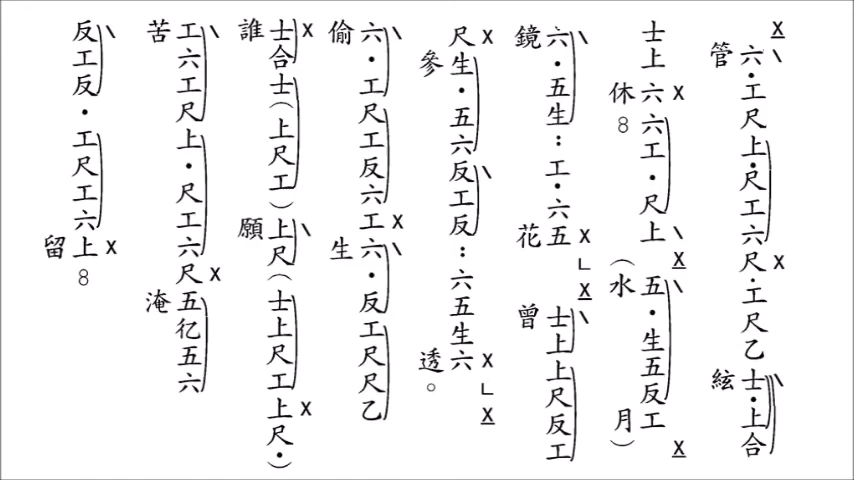 X、X、
六·工尺上·尺工六尺·工尺乙士·上合
管 絃
X、X、X
士上六六工·尺上五·生五反工
休8（水月）
、X∟X、
六·五生：工·六五士上上尺反工
鏡花曾
X、X∟X
尺生·五六反工反：六五生六
參透。
、X、
六·工尺工反六工六·反工尺尺乙
偷生
X、X
士合士（上尺工）上尺（士上尺工上尺·）
誰願
、X
工六工尺上·尺工六尺五亿五六
苦淹
、X
反工反·工尺工六上8
留